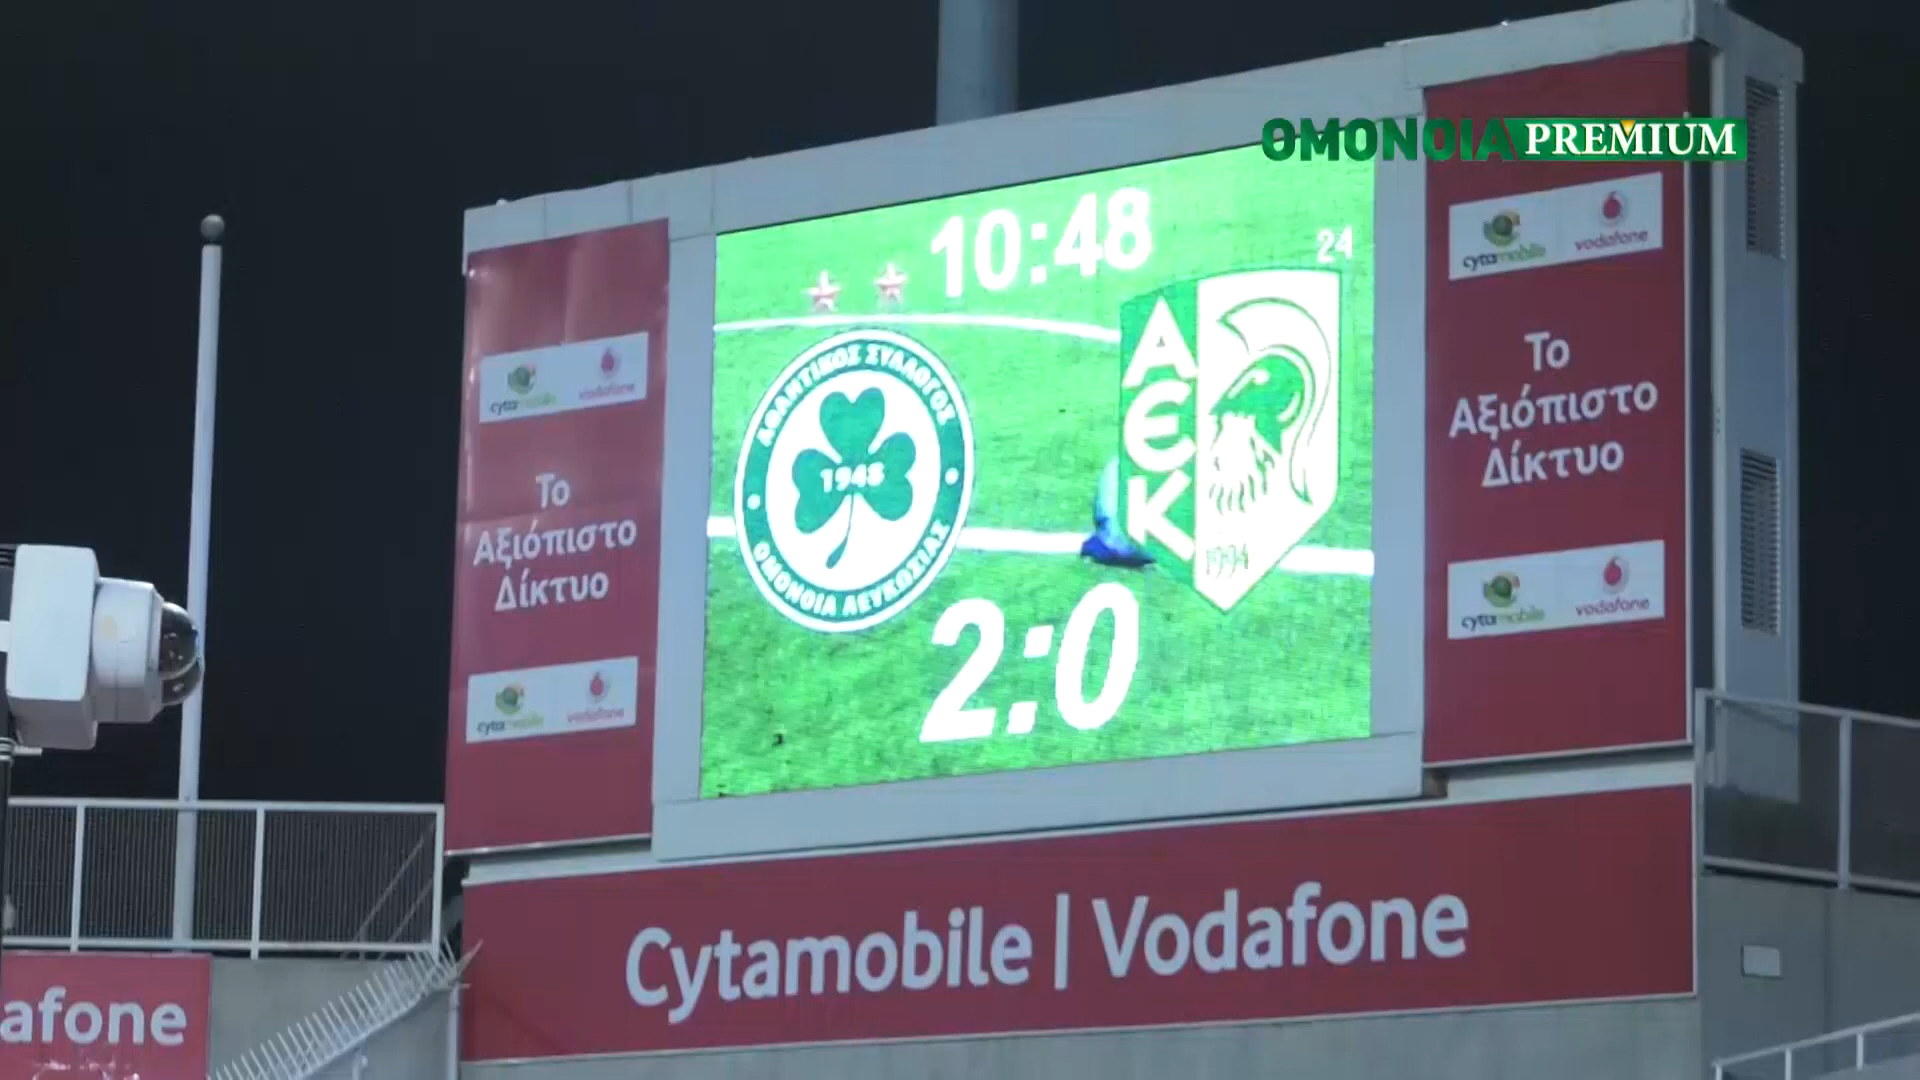 OMONOIA PREMIUM
10:48
24
ΑΘΛΗΤΙΚΟΣ ΣΥΛΛΟΓΟΣ
1948
ΟΜΟΝΟΙΑ ΛΕΥΚΩΣΙΑΣ
ΑΕΚ
1994
2:0
cytamobile vodafone
Το
Αξιόπιστο
Δίκτυο
cytamobile vodafone
cytamobile vodafone
Το
Αξιόπιστο
Δίκτυο
cytamobile vodafone
Cytamobile | Vodafone
afone